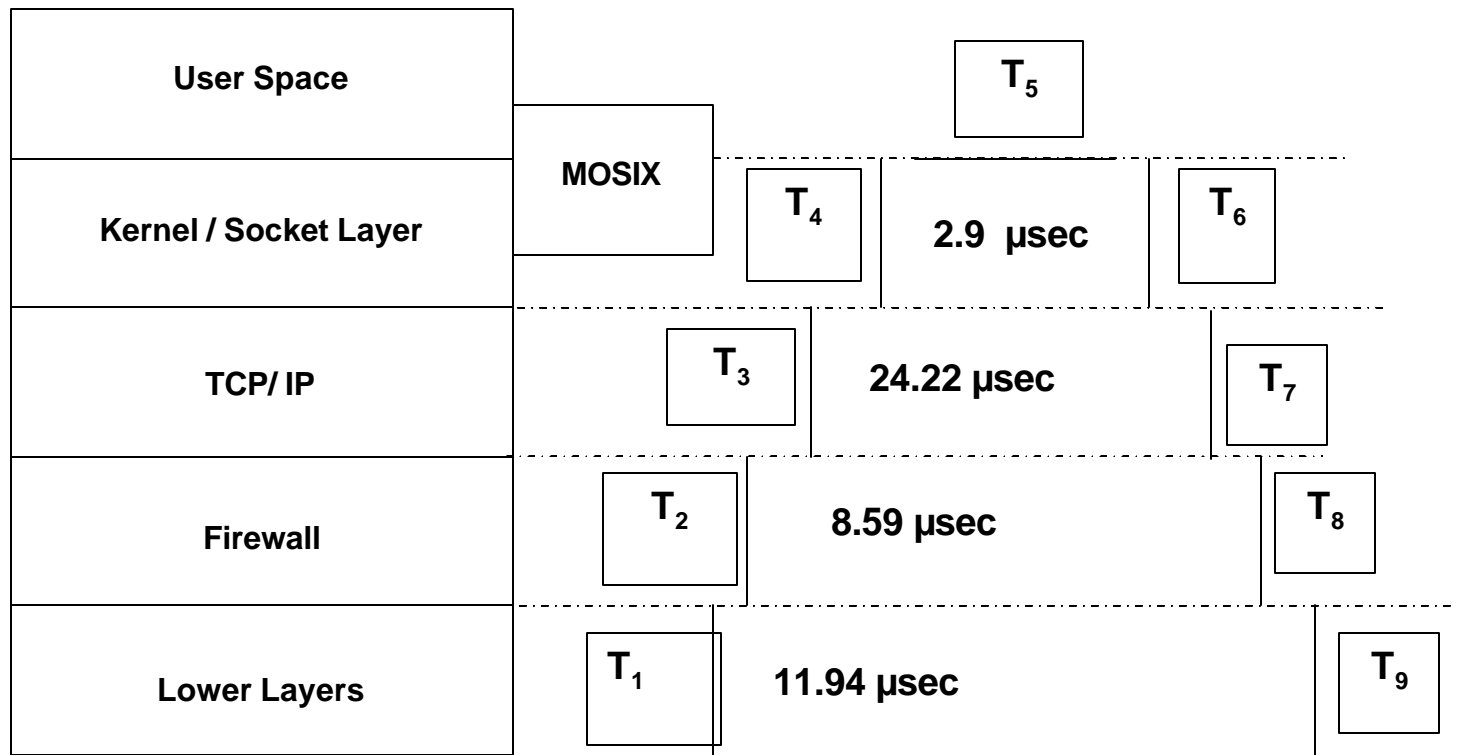 User Space
T5
MOSIX
Kernel / Socket Layer
T4
2.9 µsec
T6
TCP/ IP
T3
24.22 µsec
T7
Firewall
T2
8.59 µsec
T8
Lower Layers
T1
11.94 µsec
T9